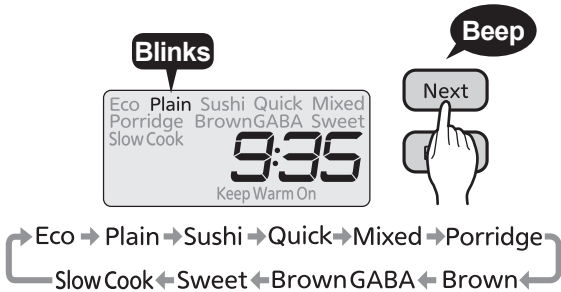 Beep
Blinks
Next
Eco Plain Sushi Quick Mixed
Porridge BrownGABA Sweet
Slow Cook
9:35
Keep Warm On
➡Eco ➡ Plain ➡Sushi ➡Quick➡Mixed ➡Porridge
Slow Cook⬅Sweet⬅BrownGABA⬅ Brown⬅